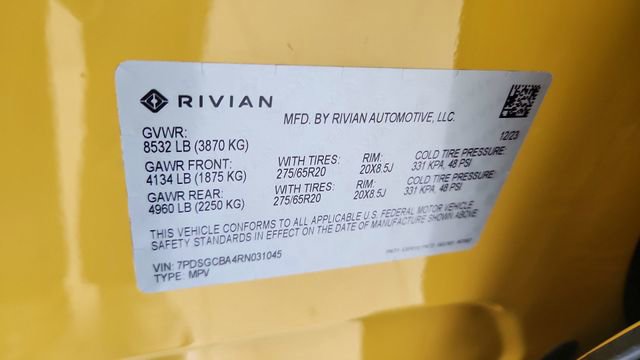 RIVIAN
MFD. BY RIVIAN AUTOMOTIVE, LLC.
GVWR:
8532 LB (3870 KG)
12/23
GAWR FRONT: WITH TIRES: RIM: COLD TIRE PRESSURE:
4134 LB (1875 KG) 275/65R20 20X8.5J 331 KPA, 48 PSI
GAWR REAR: WITH TIRES: RIM: COLD TIRE PRESSURE:
4960 LB (2250 KG) 275/65R20 20X8.5J 331 KPA, 48 PSI
THIS VEHICLE CONFORMS TO ALL APPLICABLE U.S. FEDERAL MOTOR VEHICLE
SAFETY STANDARDS IN EFFECT ON THE DATE OF MANUFACTURE SHOWN ABOVE.
VIN: 7PDSGCBA4RN031045
TYPE: MPV